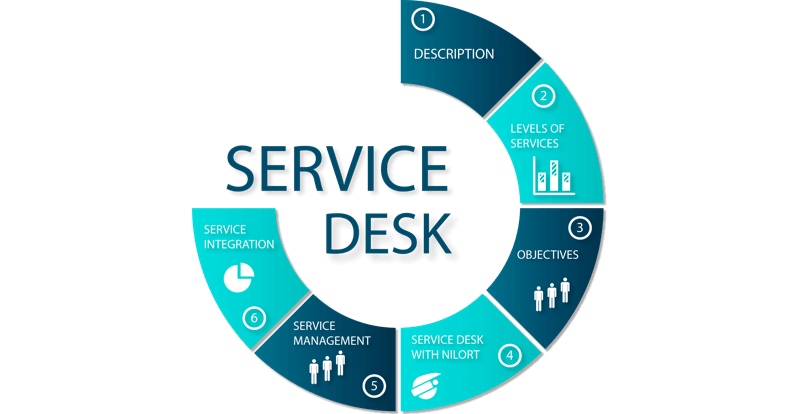 1
DESCRIPTION
2
LEVELS OF
SERVICES
SERVICE
DESK
3
OBJECTIVES
SERVICE DESK
WITH NILORT
4
SERVICE
MANAGEMENT
5
SERVICE
INTEGRATION
6